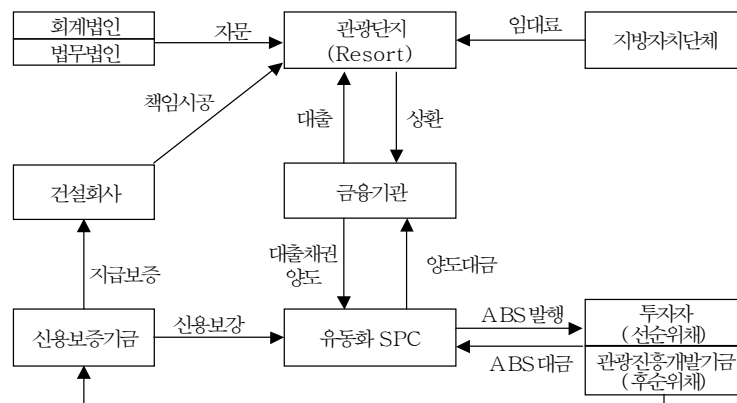 회계법인
법무법인
자문
관광단지
(Resort)
임대료
지방자치단체
책임시공
대출
상환
건설회사
금융기관
지급보증
대출채권
양도
양도대금
신용보증기금
신용보강
유동화 SPC
ABS 발행
ABS 대금
투자자
(선순위채)
관광진흥개발기금
(후순위채)